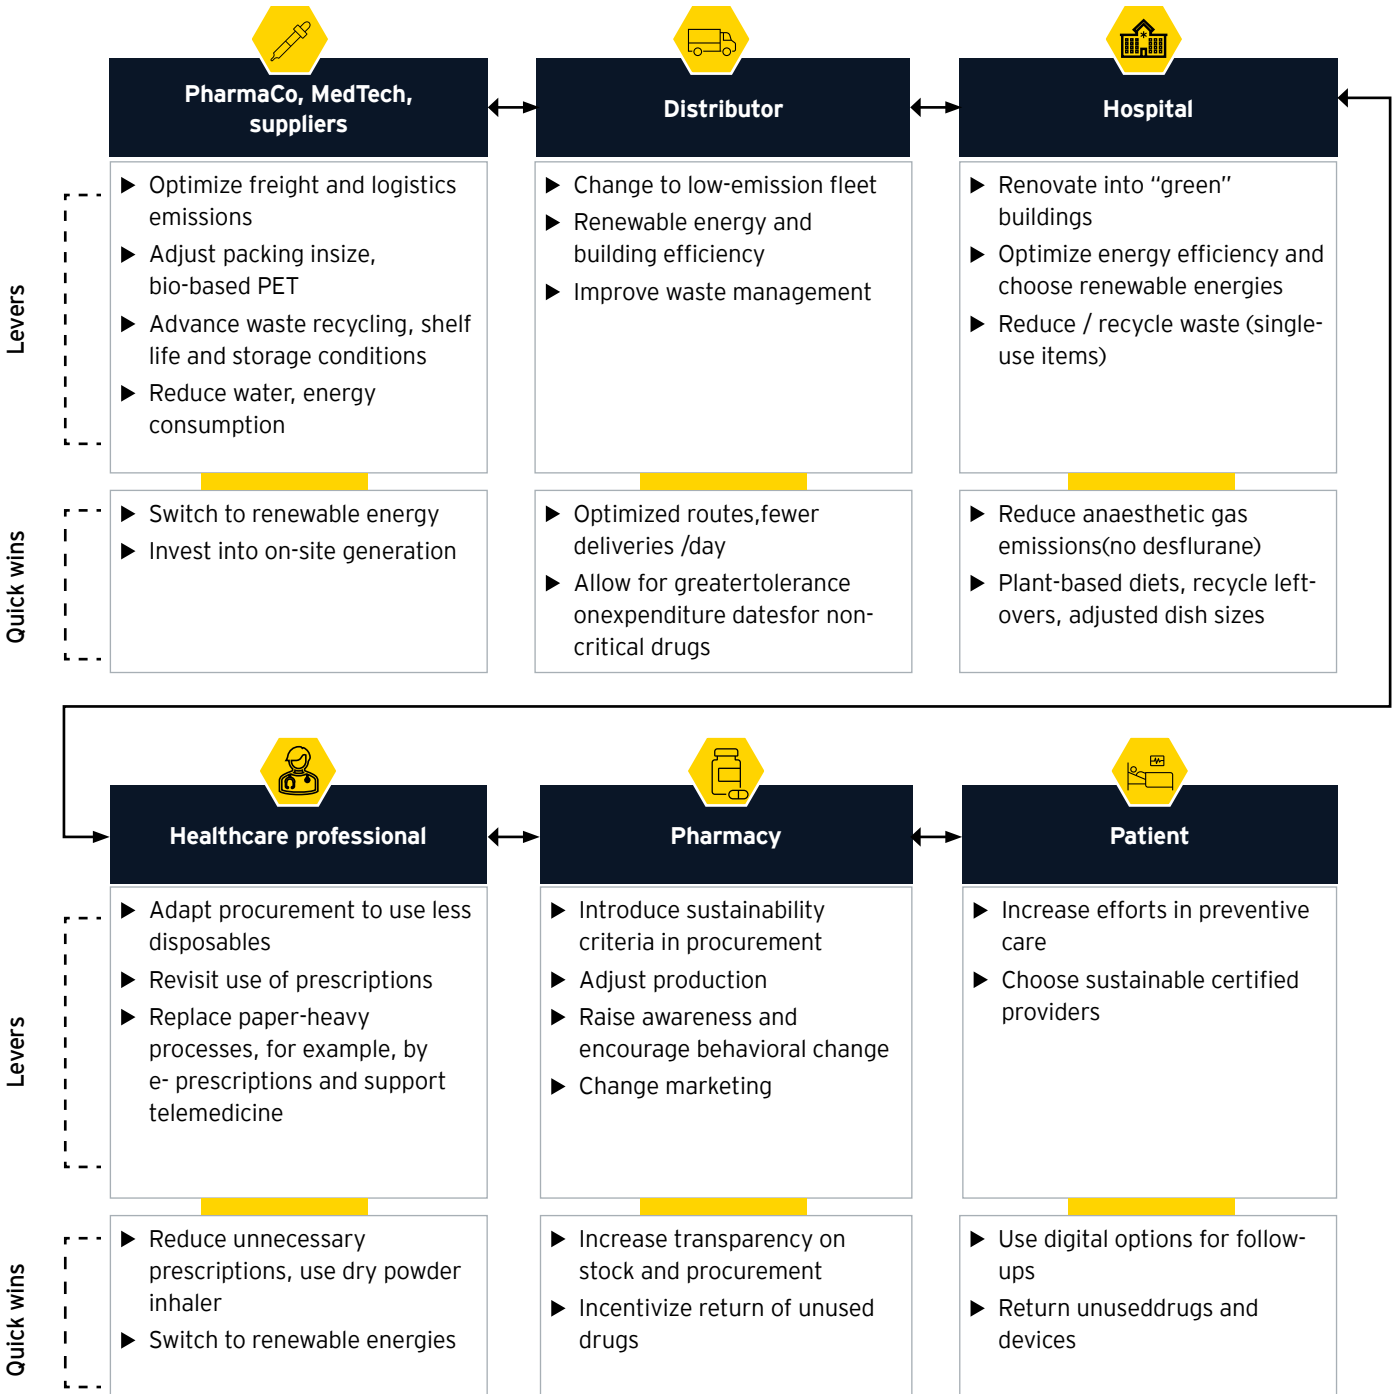 PharmaCo, MedTech,
suppliers
Distributor
Hospital
Levers
► Optimize freight and logistics
emissions
► Adjust packing insize,
bio-based PET
► Advance waste recycling, shelf
life and storage conditions
► Reduce water, energy
consumption
► Change to low-emission fleet
► Renewable energy and
building efficiency
► Improve waste management
► Renovate into “green”
buildings
► Optimize energy efficiency and
choose renewable energies
► Reduce / recycle waste (single-
use items)
Quick wins
► Switch to renewable energy
► Invest into on-site generation
► Optimized routes,fewer
deliveries /day
► Allow for greatertolerance
onexpenditure datesfor non-
critical drugs
► Reduce anaesthetic gas
emissions(no desflurane)
► Plant-based diets, recycle left-
overs, adjusted dish sizes
Healthcare professional
Pharmacy
Patient
Levers
► Adapt procurement to use less
disposables
► Revisit use of prescriptions
► Replace paper-heavy
processes, for example, by
e- prescriptions and support
telemedicine
► Introduce sustainability
criteria in procurement
► Adjust production
► Raise awareness and
encourage behavioral change
► Change marketing
► Increase efforts in preventive
care
► Choose sustainable certified
providers
Quick wins
► Reduce unnecessary
prescriptions, use dry powder
inhaler
► Switch to renewable energies
► Increase transparency on
stock and procurement
► Incentivize return of unused
drugs
► Use digital options for follow-
ups
► Return unuseddrugs and
devices